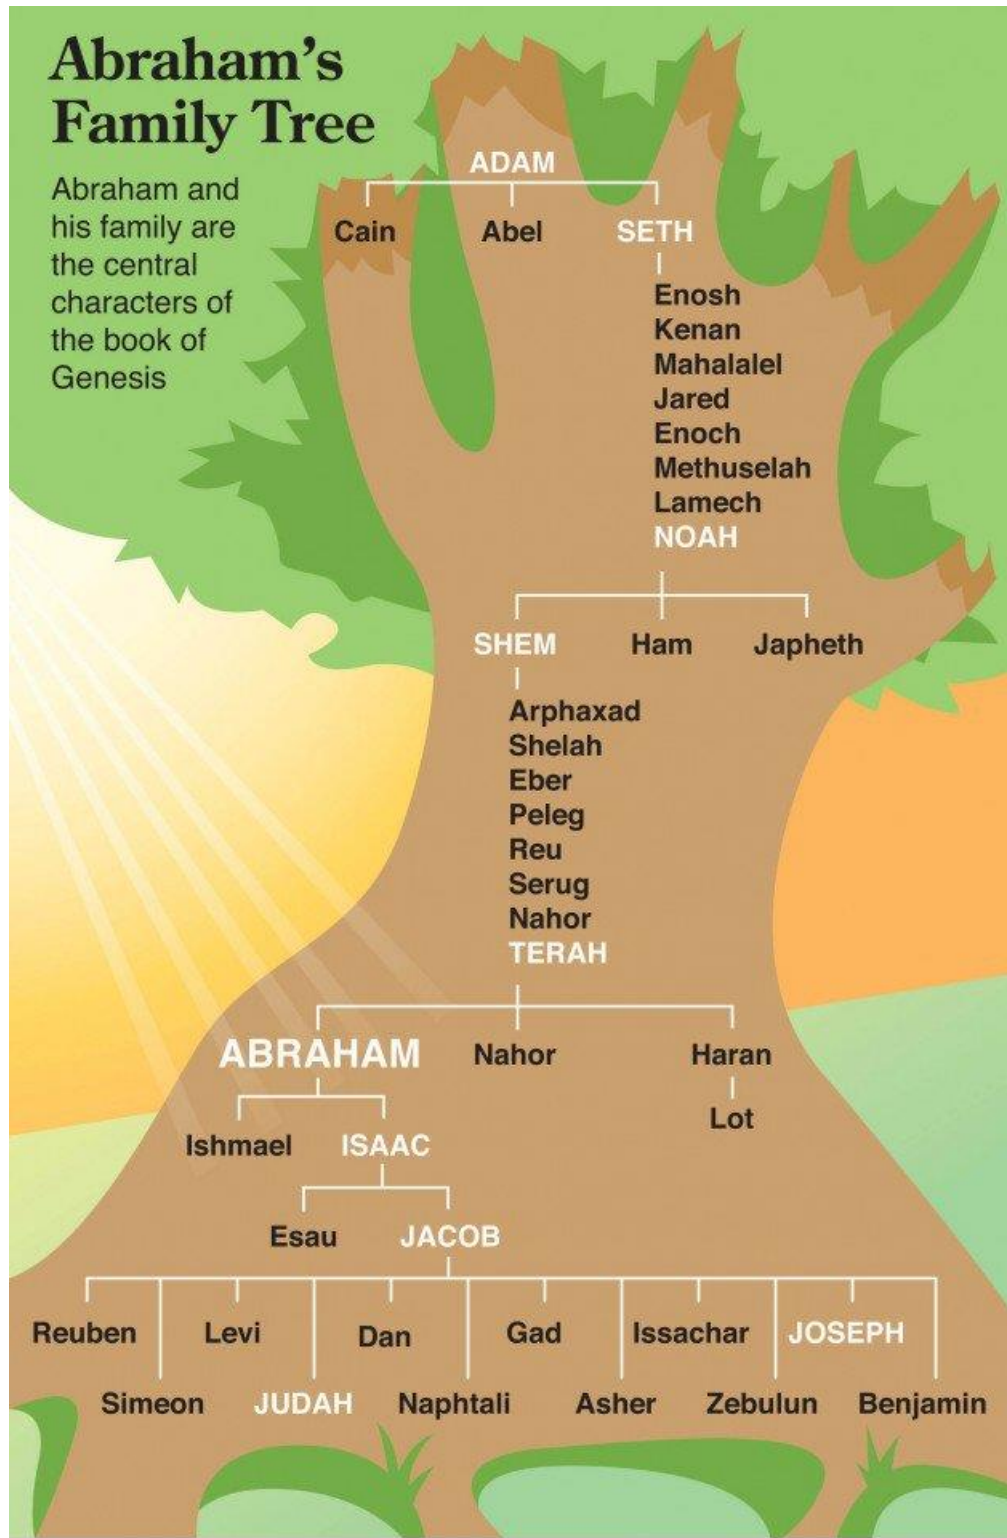 Abraham's
Family Tree
Abraham and
his family are
the central
characters of
the book of
Genesis
ADAM
Cain Abel SETH
Enosh
Kenan
Mahalalel
Jared
Enoch
Methuselah
Lamech
NOAH
SHEM Ham Japheth
Arphaxad
Shelah
Eber
Peleg
Reu
Serug
Nahor
TERAH
ABRAHAM Nahor Haran
Lot
Ishmael ISAAC
Esau JACOB
Reuben Levi Dan Gad Issachar JOSEPH
Simeon JUDAH Naphtali Asher Zebulun Benjamin